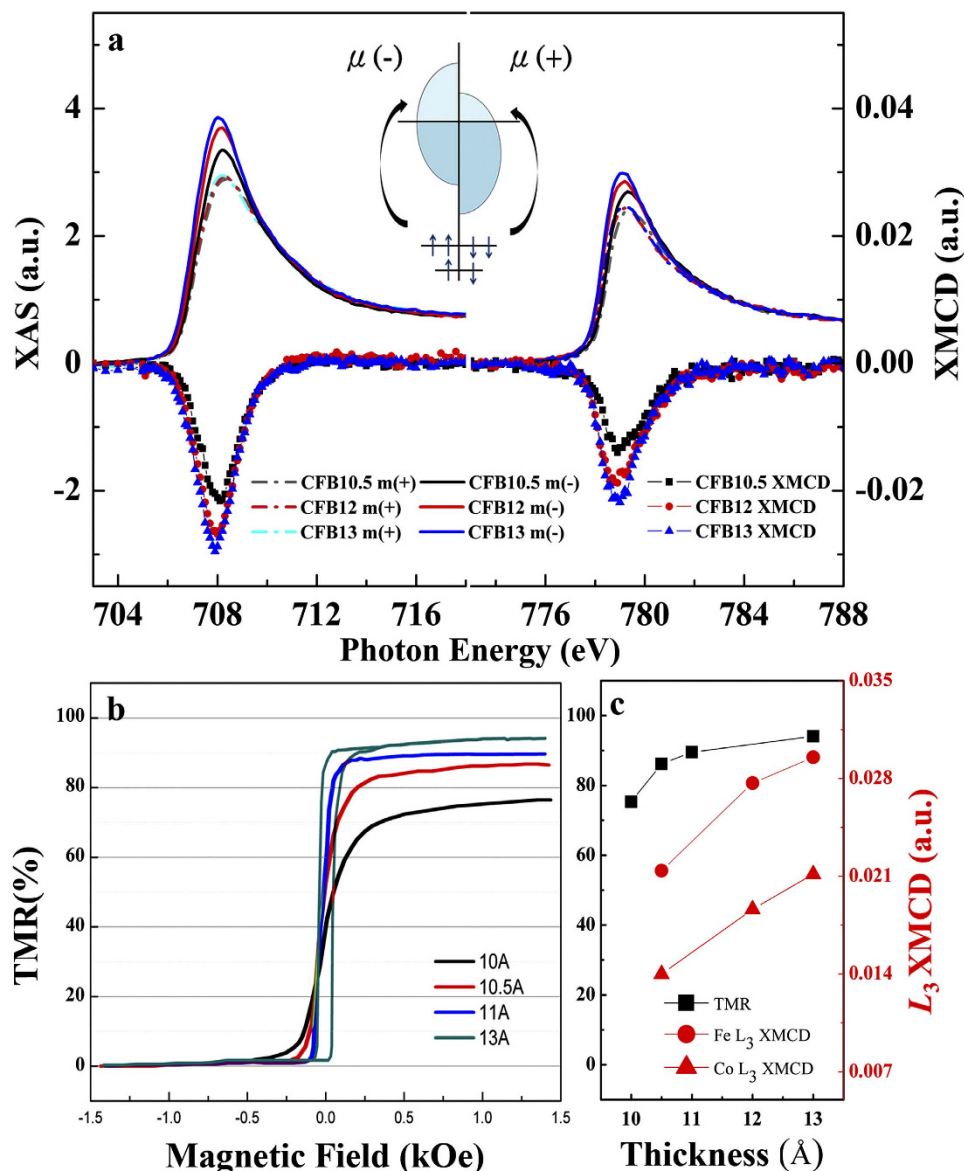 a
μ (-)
μ (+)
4
2
0
-2
XAS (a.u.)
0.04
0.02
0.00
-0.02
XMCD (a.u.)
CFB10.5 m(+)
CFB12 m(+)
CFB13 m(+)
CFB10.5 m(-)
CFB12 m(-)
CFB13 m(-)
CFB10.5 XMCD
CFB12 XMCD
CFB13 XMCD
704 708 712 716 776 780 784 788
Photon Energy (eV)
b
100
80
60
40
20
0
TMR(%)
10A
10.5A
11A
13A
-1.5 -1.0 -0.5 0.0 0.5 1.0 1.5
Magnetic Field (kOe)
c
100
80
60
40
20
0
0.035
0.028
0.021
0.014
0.007
L3 XMCD (a.u.)
TMR
Fe L3 XMCD
Co L3 XMCD
10 11 12 13
Thickness (Å)